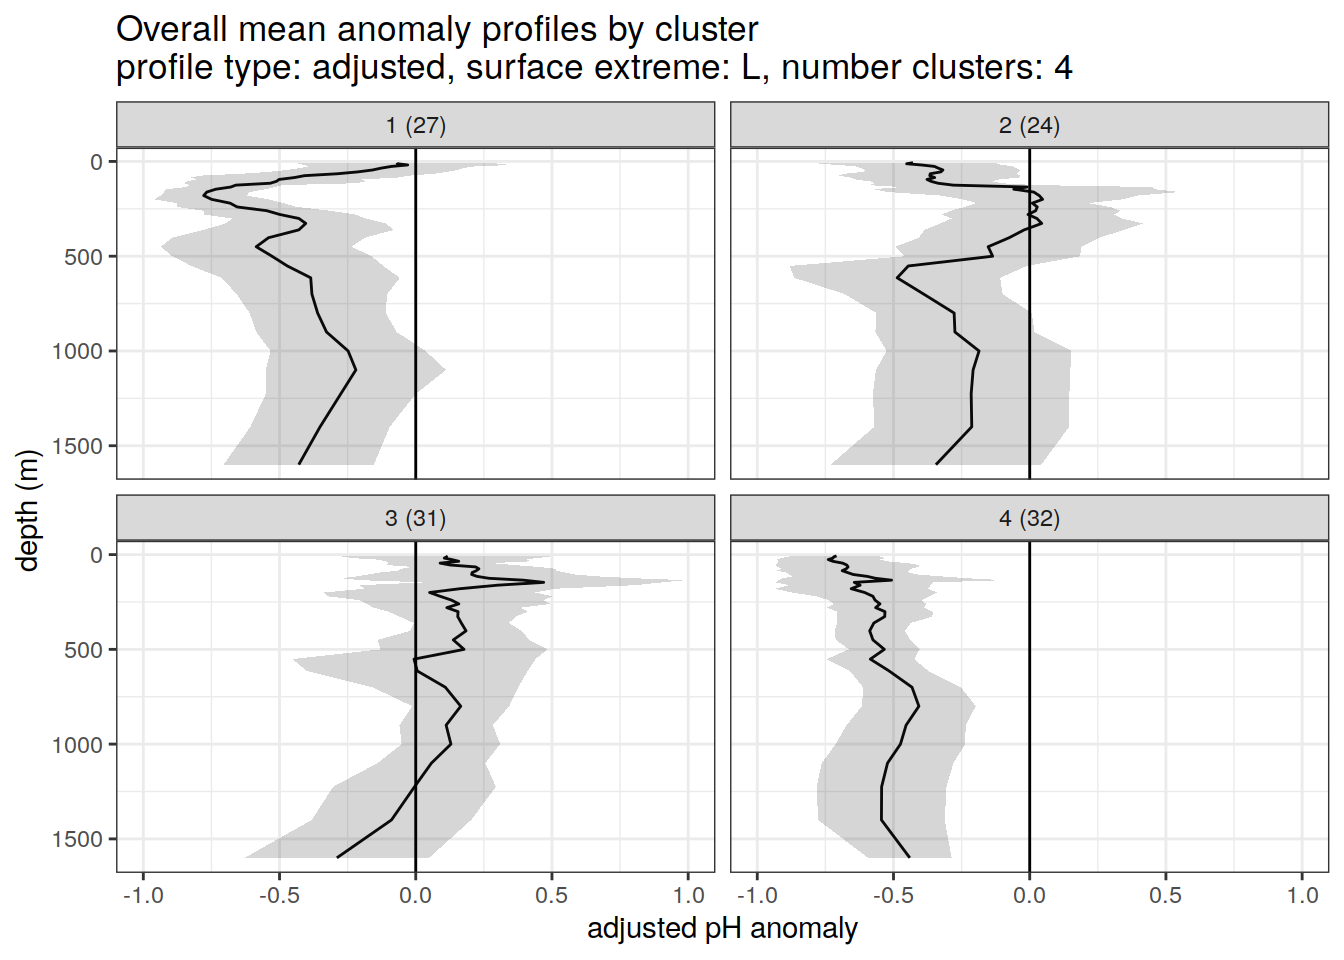 Overall mean anomaly profiles by cluster
profile type: adjusted, surface extreme: L, number clusters: 4
1 (27)
2 (24)
0
500
1000
1500
3 (31)
4 (32)
0
500
1000
1500
depth (m)
-1.0 -0.5 0.0 0.5 1.0 -1.0 -0.5 0.0 0.5 1.0
adjusted pH anomaly